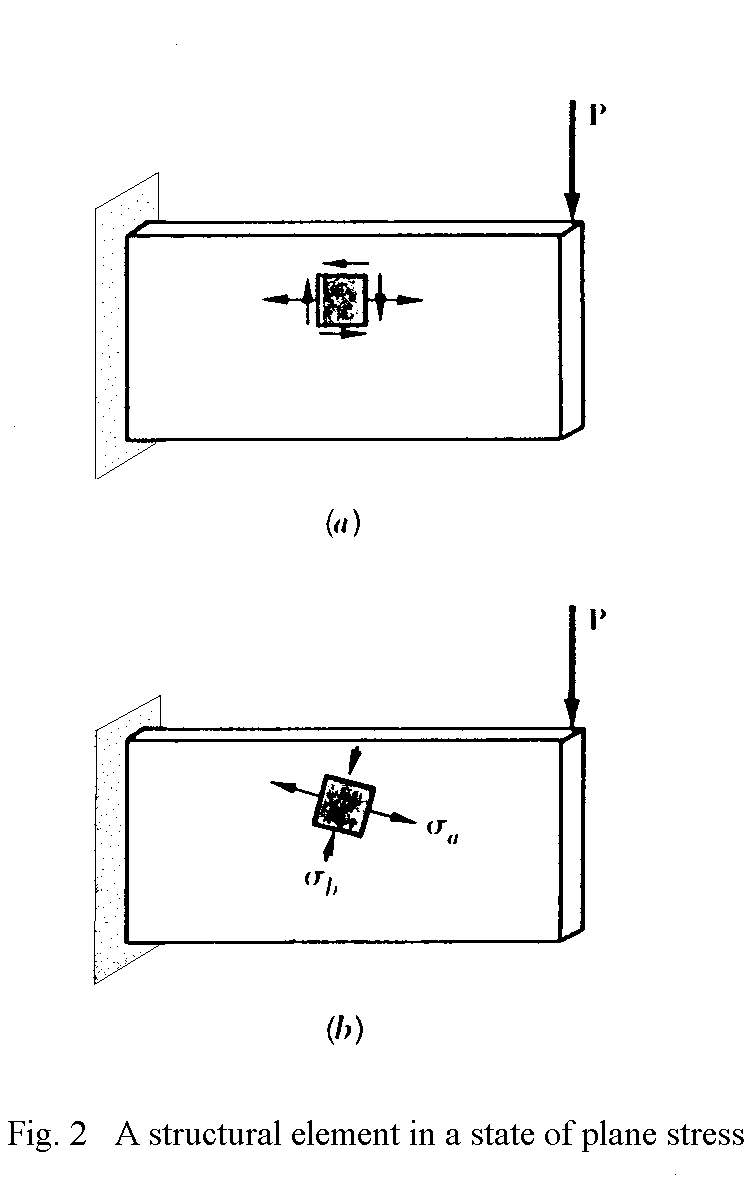 P
(a)
P
σa
σb
(b)
Fig. 2 A structural element in a state of plane stress